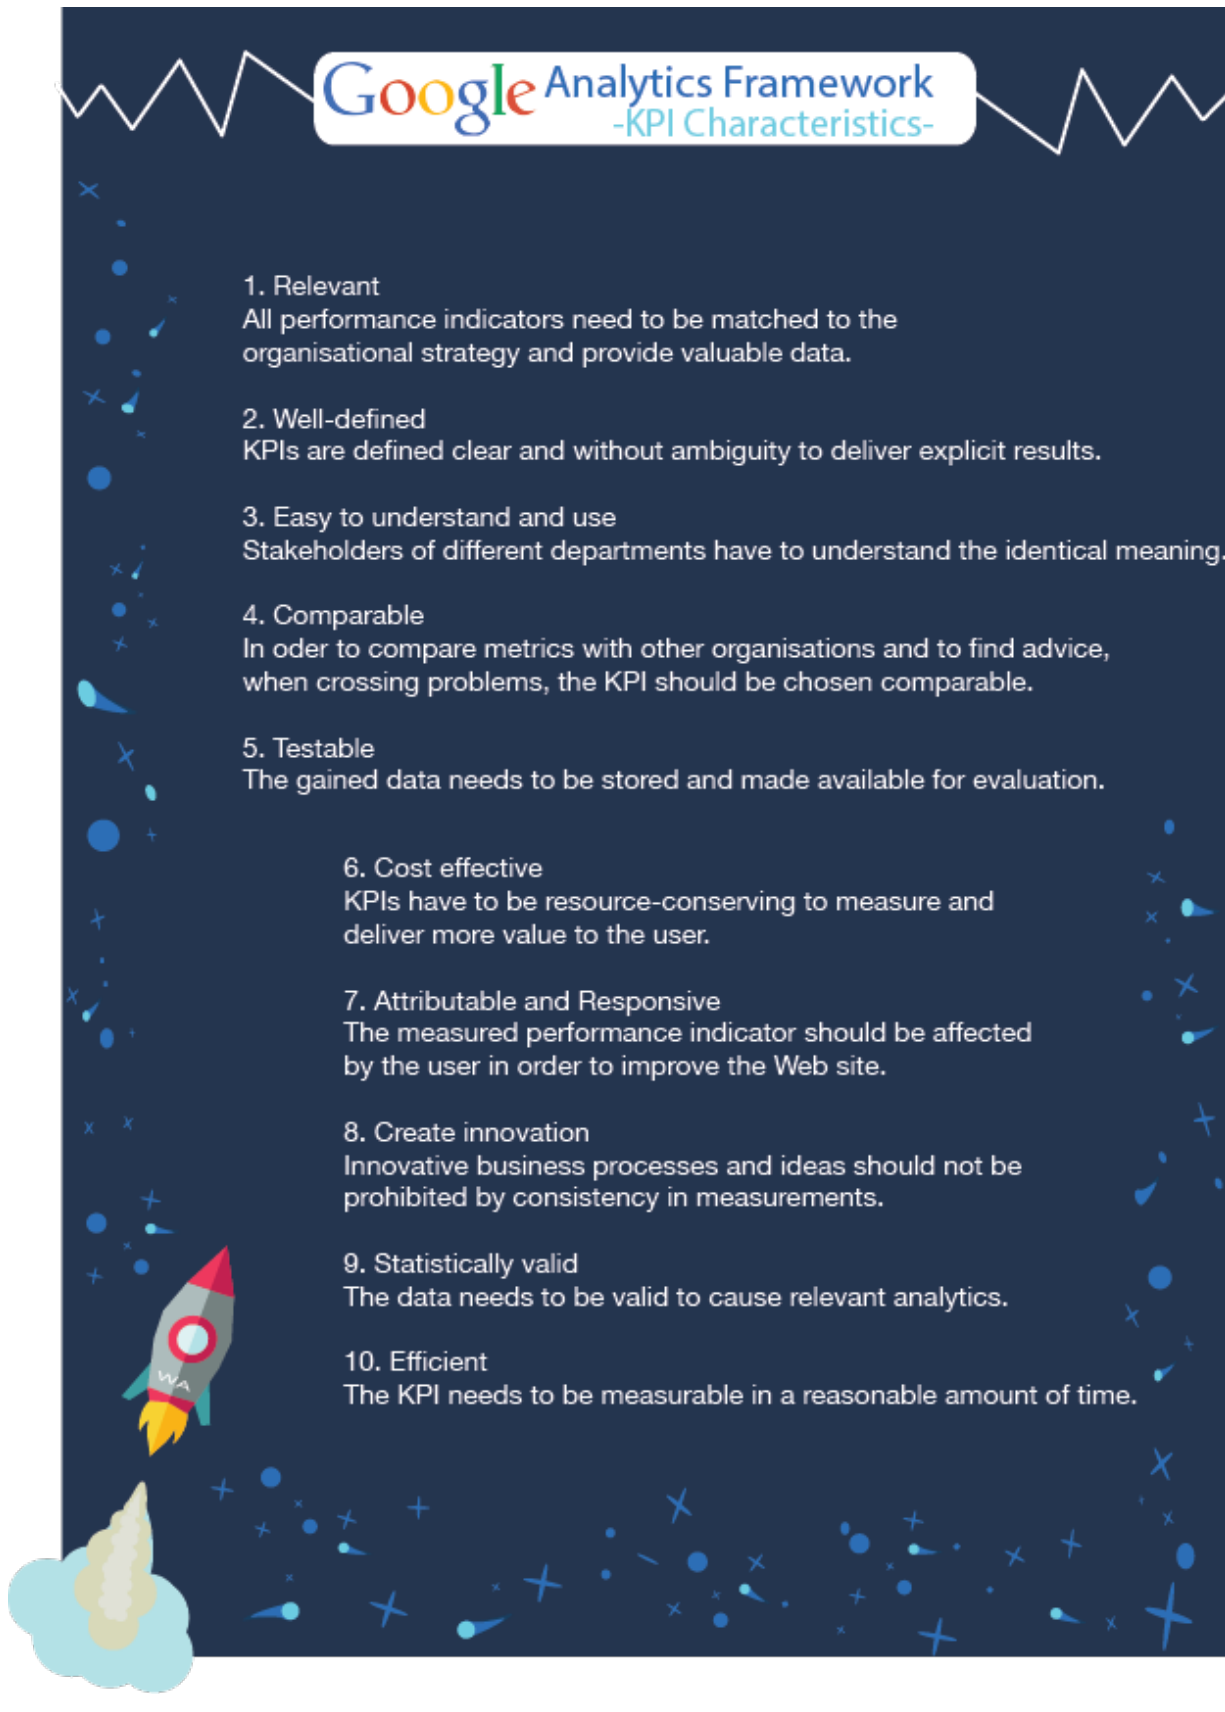 Google Analytics Framework
-KPI Characteristics-
1. Relevant
All performance indicators need to be matched to the
organisational strategy and provide valuable data.
2. Well-defined
KPIs are defined clear and without ambiguity to deliver explicit results.
3. Easy to understand and use
Stakeholders of different departments have to understand the identical meaning.
4. Comparable
In oder to compare metrics with other organisations and to find advice,
when crossing problems, the KPI should be chosen comparable.
5. Testable
The gained data needs to be stored and made available for evaluation.
6. Cost effective
KPIs have to be resource-conserving to measure and
deliver more value to the user.
7. Attributable and Responsive
The measured performance indicator should be affected
by the user in order to improve the Web site.
8. Create innovation
Innovative business processes and ideas should not be
prohibited by consistency in measurements.
9. Statistically valid
The data needs to be valid to cause relevant analytics.
10. Efficient
The KPI needs to be measurable in a reasonable amount of time.
WA